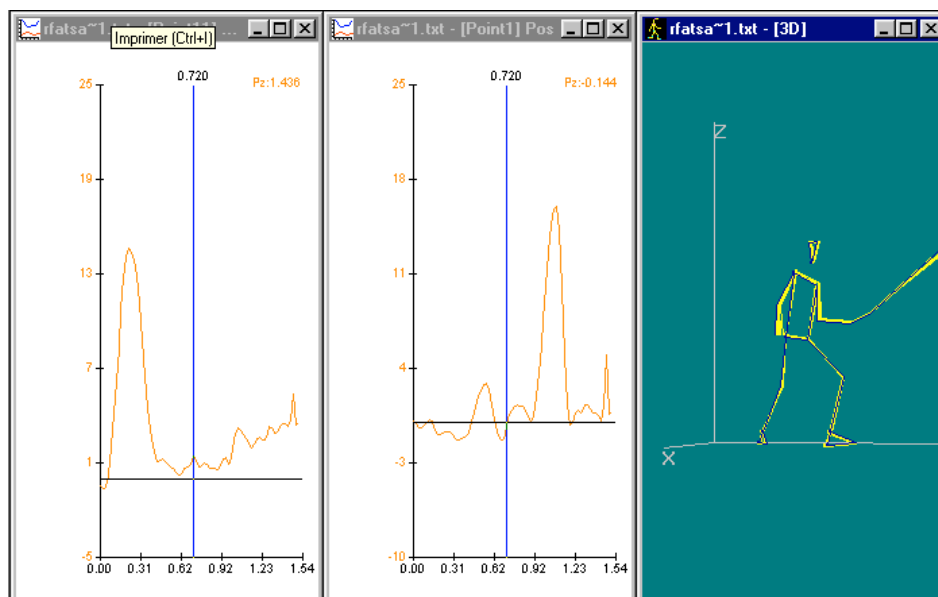 rfatsa~1.txt - [Point11] ...
Imprimer (Ctrl+I)
0.720
Pz:1.436
25
19
13
7
1
-5
0.00 0.31 0.62 0.92 1.23 1.54
rfatsa~1.txt - [Point1] Pos
0.720
Pz:-0.144
25
18
11
4
-3
-10
0.00 0.31 0.62 0.92 1.23 1.54
rfatsa~1.txt - [3D]
Z
X